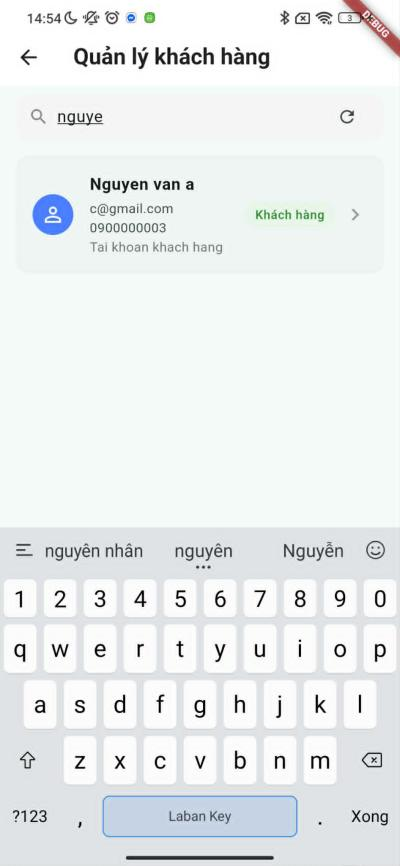 14:54
3
DEBUG
Quản lý khách hàng
nguye
Nguyen van a
c@gmail.com
0900000003
Tai khoan khach hang
Khách hàng
nguyên nhân nguyên Nguyễn
1 2 3 4 5 6 7 8 9 0
q w e r t y u i o p
a s d f g h j k l
z x c v b n m
?123 , Laban Key . Xong